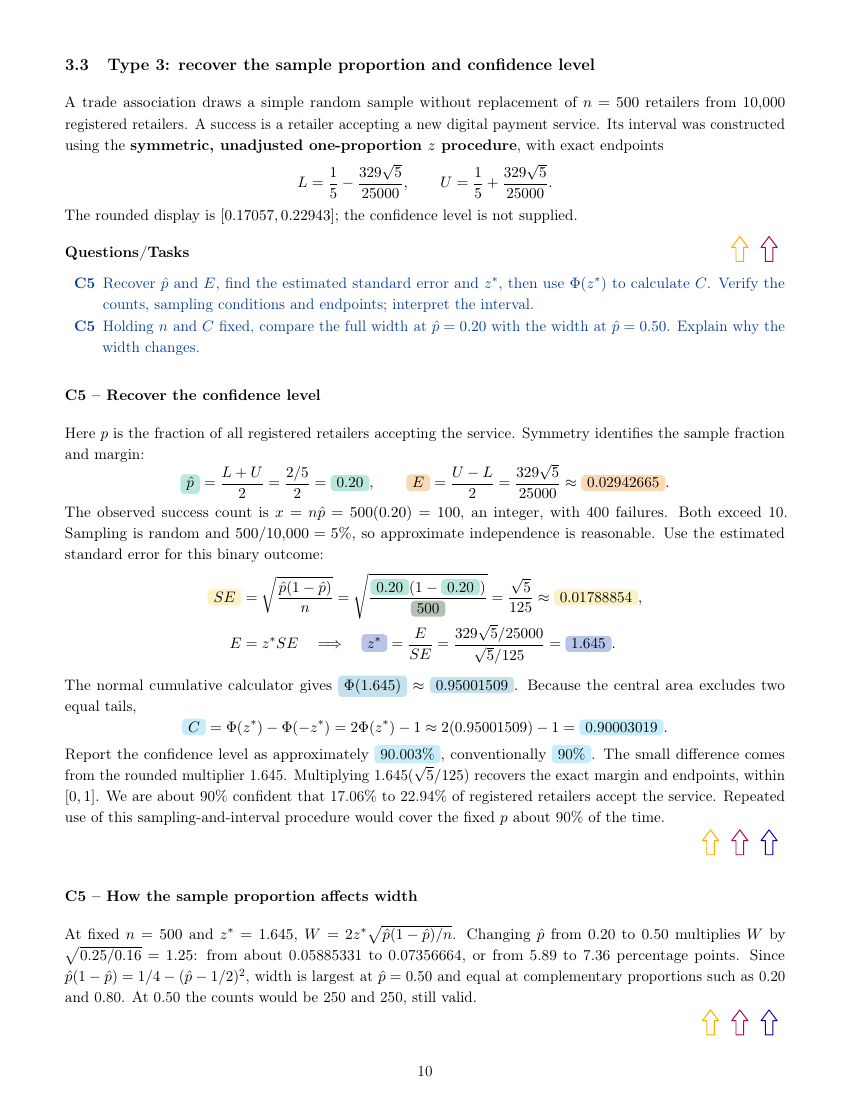 3.3 Type 3: recover the sample proportion and confidence level
A trade association draws a simple random sample without replacement of n = 500 retailers from 10,000
registered retailers. A success is a retailer accepting a new digital payment service. Its interval was constructed
using the symmetric, unadjusted one-proportion z procedure, with exact endpoints
L = 1/5 − 329√5/25000, U = 1/5 + 329√5/25000.
The rounded display is [0.17057, 0.22943]; the confidence level is not supplied.
Questions/Tasks
C5 Recover p̂ and E, find the estimated standard error and z*, then use Φ(z*) to calculate C. Verify the
counts, sampling conditions and endpoints; interpret the interval.
C5 Holding n and C fixed, compare the full width at p̂ = 0.20 with the width at p̂ = 0.50. Explain why the
width changes.
C5 – Recover the confidence level
Here p is the fraction of all registered retailers accepting the service. Symmetry identifies the sample fraction
and margin:
p̂ = (L + U)/2 = (2/5)/2 = 0.20, E = (U − L)/2 = 329√5/25000 ≈ 0.02942665.
The observed success count is x = np̂ = 500(0.20) = 100, an integer, with 400 failures. Both exceed 10.
Sampling is random and 500/10,000 = 5%, so approximate independence is reasonable. Use the estimated
standard error for this binary outcome:
SE = √(p̂(1 − p̂)/n) = √(0.20(1 − 0.20)/500) = √5/125 ≈ 0.01788854,
E = z*SE ⟹ z* = E/SE = (329√5/25000)/(√5/125) = 1.645.
The normal cumulative calculator gives Φ(1.645) ≈ 0.95001509. Because the central area excludes two
equal tails,
C = Φ(z*) − Φ(−z*) = 2Φ(z*) − 1 ≈ 2(0.95001509) − 1 = 0.90003019.
Report the confidence level as approximately 90.003%, conventionally 90%. The small difference comes
from the rounded multiplier 1.645. Multiplying 1.645(√5/125) recovers the exact margin and endpoints, within
[0, 1]. We are about 90% confident that 17.06% to 22.94% of registered retailers accept the service. Repeated
use of this sampling-and-interval procedure would cover the fixed p about 90% of the time.
C5 – How the sample proportion affects width
At fixed n = 500 and z* = 1.645, W = 2z*√(p̂(1 − p̂)/n). Changing p̂ from 0.20 to 0.50 multiplies W by
√(0.25/0.16) = 1.25: from about 0.05885331 to 0.07356664, or from 5.89 to 7.36 percentage points. Since
p̂(1 − p̂) = 1/4 − (p̂ − 1/2)², width is largest at p̂ = 0.50 and equal at complementary proportions such as 0.20
and 0.80. At 0.50 the counts would be 250 and 250, still valid.
10